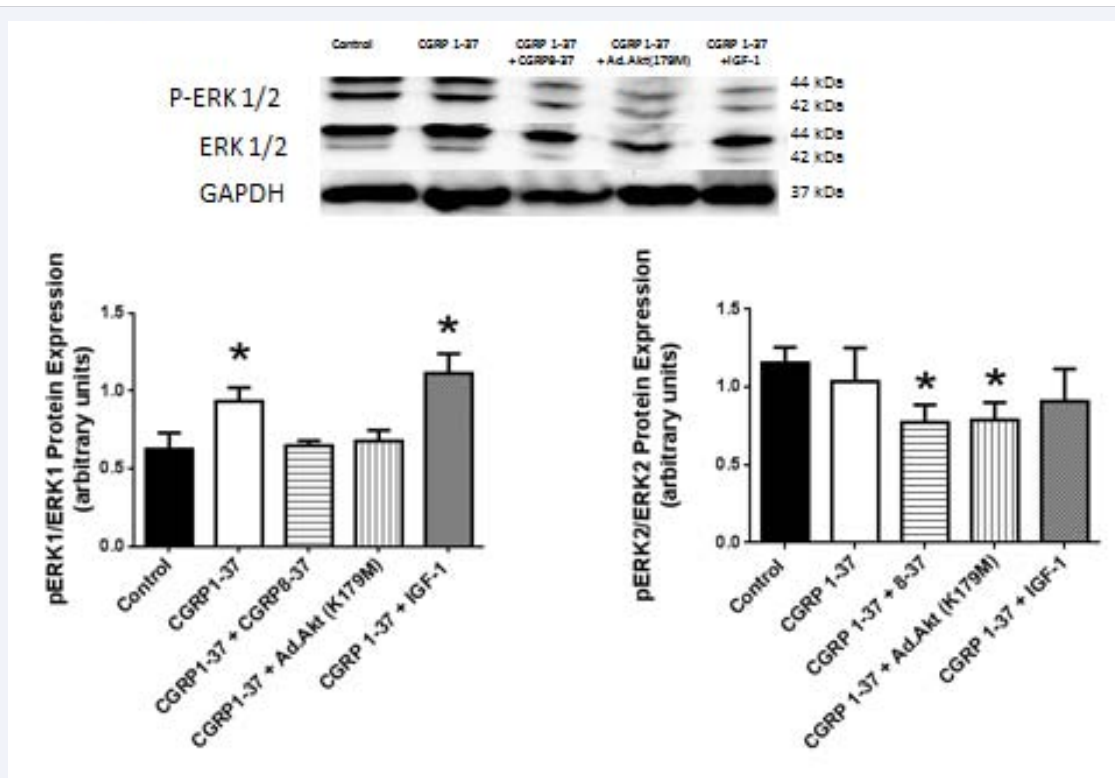 Control CGRP 1-37 CGRP 1-37 CGRP 1-37 CGRP 1-37
+CGRP8-37 +Ad.Akt(179M) +IGF-1
P-ERK 1/2
44 kDa
42 kDa
ERK 1/2
44 kDa
42 kDa
GAPDH
37 kDa
pERK1/ERK1 Protein Expression
(arbitrary units)
1.5
1.0
0.5
0.0
*
*
Control
CGRP1-37
CGRP1-37 + CGRP8-37
CGRP1-37 + Ad.Akt (K179M)
CGRP 1-37 + IGF-1
pERK2/ERK2 Protein Expression
(arbitrary units)
1.5
1.0
0.5
0.0
*
*
Control
CGRP 1-37
CGRP 1-37 + 8-37
CGRP 1-37 + Ad.Akt (K179M)
CGRP 1-37 + IGF-1